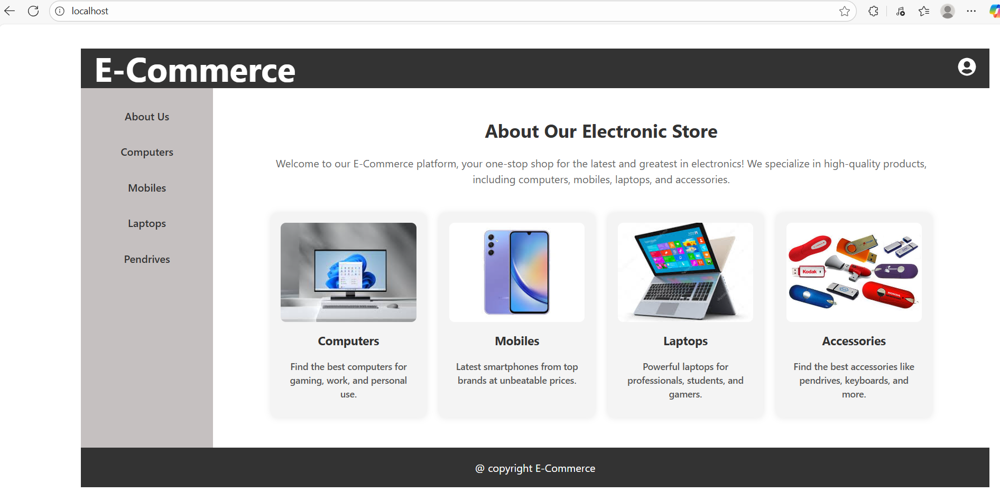 localhost
E-Commerce
About Us
Computers
Mobiles
Laptops
Pendrives
About Our Electronic Store
Welcome to our E-Commerce platform, your one-stop shop for the latest and greatest in electronics! We specialize in high-quality products,
including computers, mobiles, laptops, and accessories.
Kodak
HONDA
Computers
Find the best computers for
gaming, work, and personal
use.
Mobiles
Latest smartphones from top
brands at unbeatable prices.
Laptops
Powerful laptops for
professionals, students, and
gamers.
Accessories
Find the best accessories like
pendrives, keyboards, and
more.
@ copyright E-Commerce